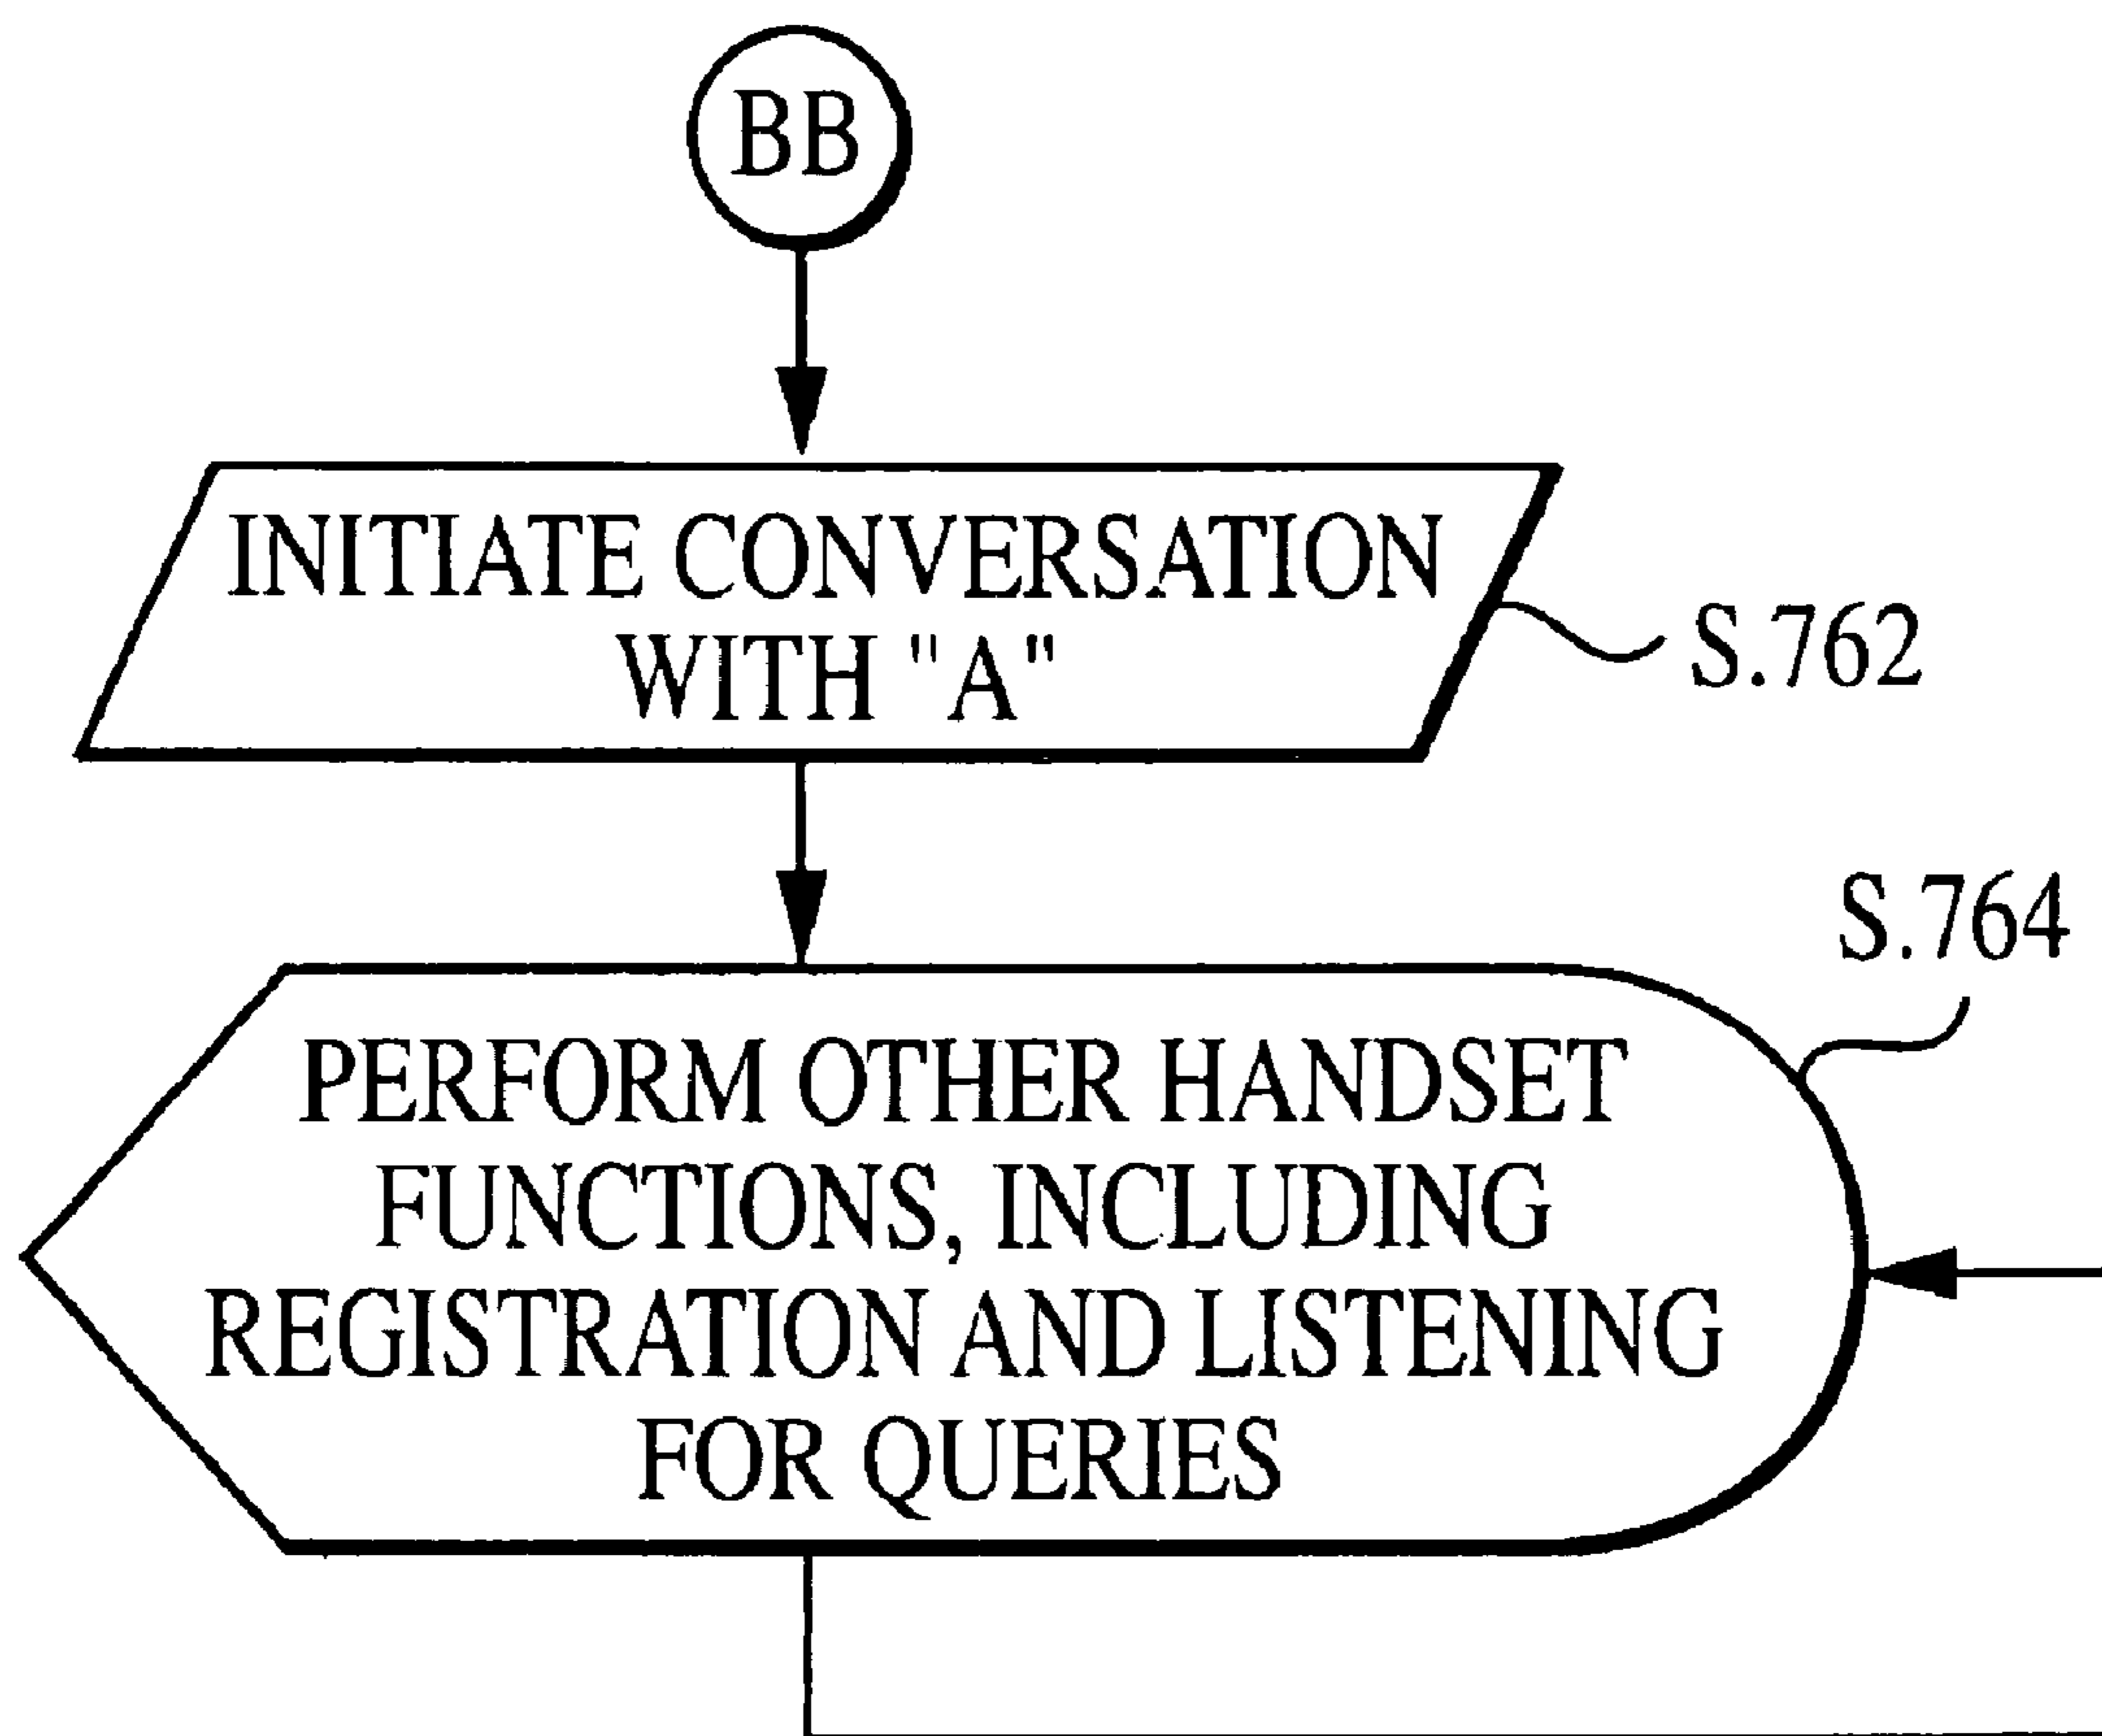 BB
INITIATE CONVERSATION
WITH "A"
S.762
S.764
PERFORM OTHER HANDSET
FUNCTIONS, INCLUDING
REGISTRATION AND LISTENING
FOR QUERIES